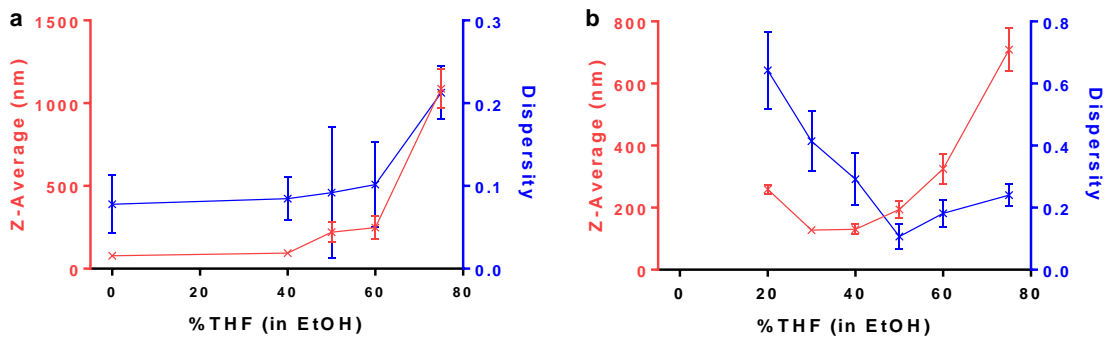 a
1500
1000
500
0
Z-Average (nm)
0.3
0.2
0.1
0.0
Dispersity
0 20 40 60 80
%THF (in EtOH)
b
800
600
400
200
0
Z-Average (nm)
0.8
0.6
0.4
0.2
0.0
Dispersity
0 20 40 60 80
%THF (in EtOH)